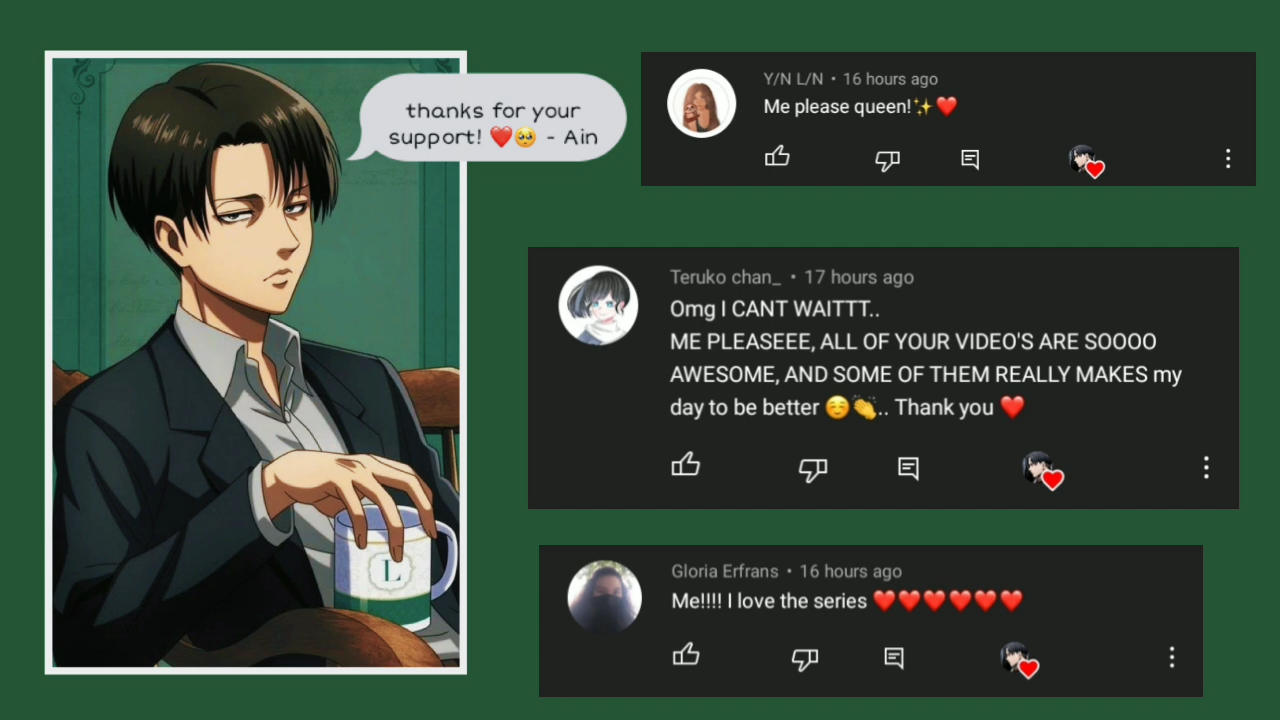 thanks for your
support! ❤️🥺 - Ain
Y/N L/N • 16 hours ago
Me please queen!✨❤️
Teruko chan_ • 17 hours ago
Omg I CANT WAITTT..
ME PLEASEEE, ALL OF YOUR VIDEO'S ARE SOOOO
AWESOME, AND SOME OF THEM REALLY MAKES my
day to be better ☺️👏.. Thank you ❤️
Gloria Erfrans • 16 hours ago
Me!!!! I love the series ❤️❤️❤️❤️❤️❤️
L